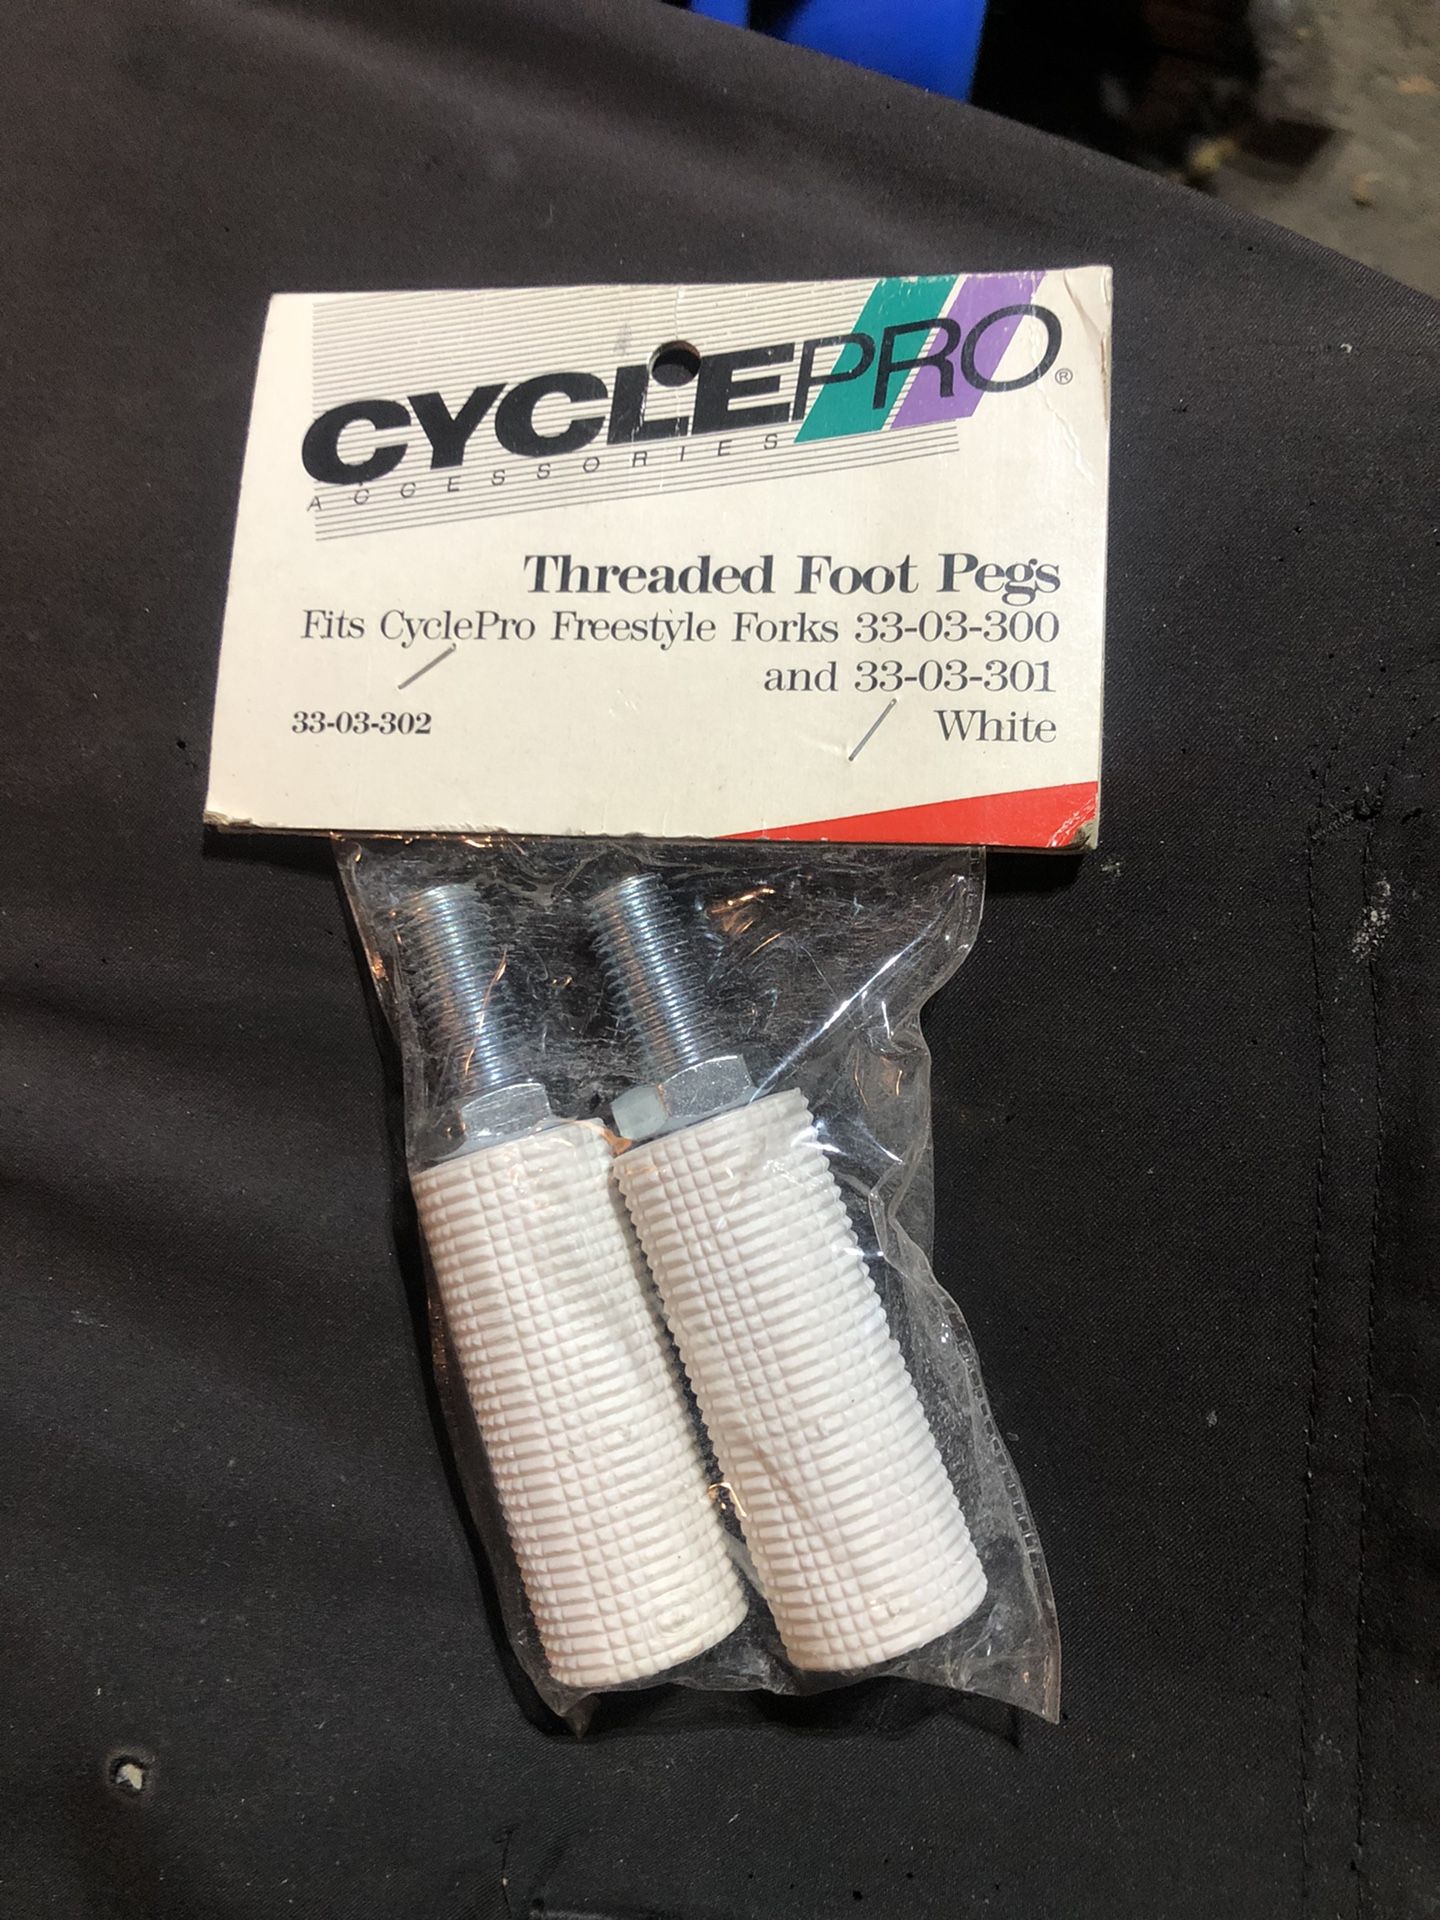 CYCLEPRO®
ACCESSORIES
Threaded Foot Pegs
Fits CyclePro Freestyle Forks 33-03-300
and 33-03-301
33-03-302 White